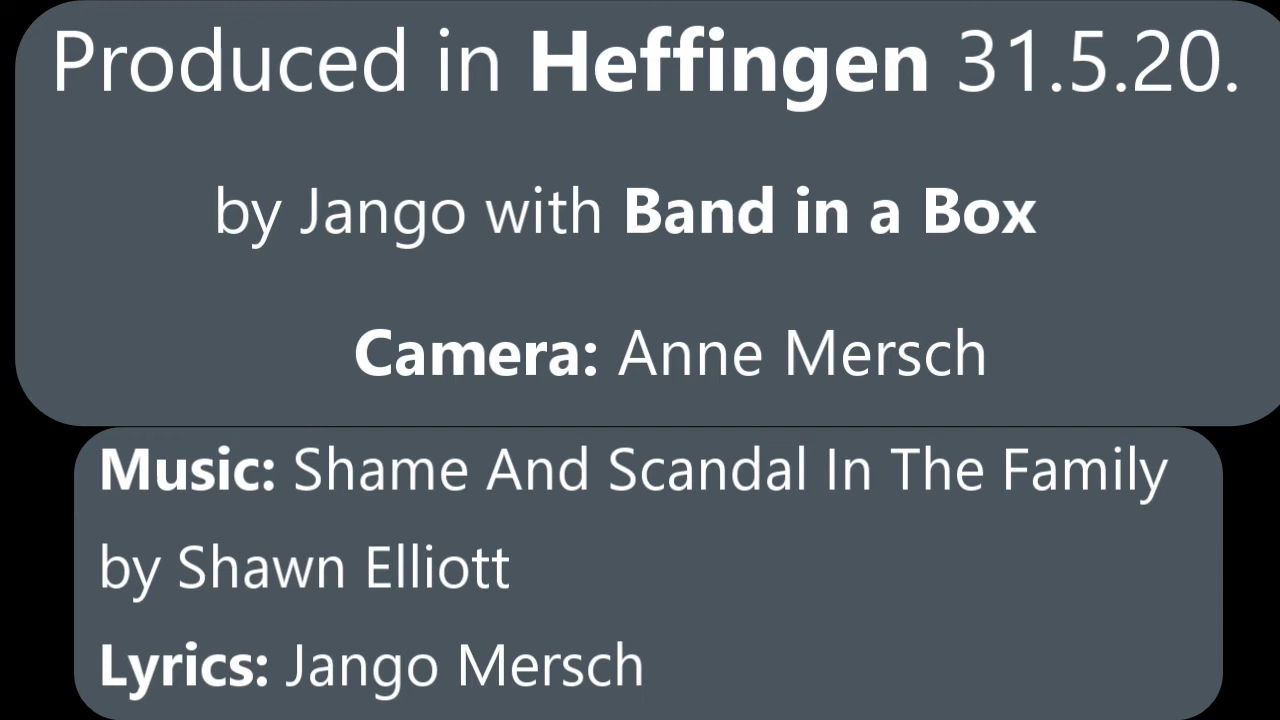 Produced in Heffingen 31.5.20.
by Jango with Band in a Box
Camera: Anne Mersch
Music: Shame And Scandal In The Family
by Shawn Elliott
Lyrics: Jango Mersch